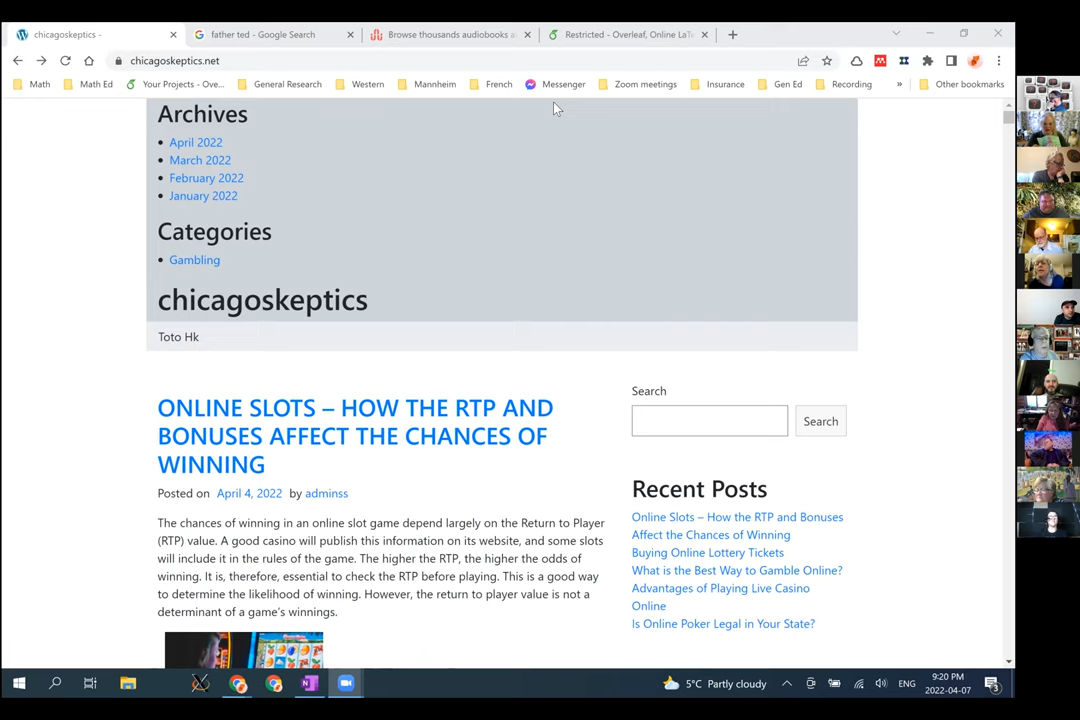 chicagoskeptics -
father ted - Google Search
Browse thousands audiobooks a
Restricted - Overleaf, Online LaTe
chicagoskeptics.net
Math
Math Ed
Your Projects - Ove...
General Research
Western
Mannheim
French
Messenger
Zoom meetings
Insurance
Gen Ed
Recording
»
Other bookmarks
Archives
April 2022
March 2022
February 2022
January 2022
Categories
Gambling
chicagoskeptics
Toto Hk
ONLINE SLOTS – HOW THE RTP AND
BONUSES AFFECT THE CHANCES OF
WINNING
Posted on April 4, 2022 by adminss
The chances of winning in an online slot game depend largely on the Return to Player
(RTP) value. A good casino will publish this information on its website, and some slots
will include it in the rules of the game. The higher the RTP, the higher the odds of
winning. It is, therefore, essential to check the RTP before playing. This is a good way
to determine the likelihood of winning. However, the return to player value is not a
determinant of a game's winnings.
Search
Search
Recent Posts
Online Slots – How the RTP and Bonuses
Affect the Chances of Winning
Buying Online Lottery Tickets
What is the Best Way to Gamble Online?
Advantages of Playing Live Casino
Online
Is Online Poker Legal in Your State?
5°C Partly cloudy
ENG
9:20 PM
2022-04-07
3